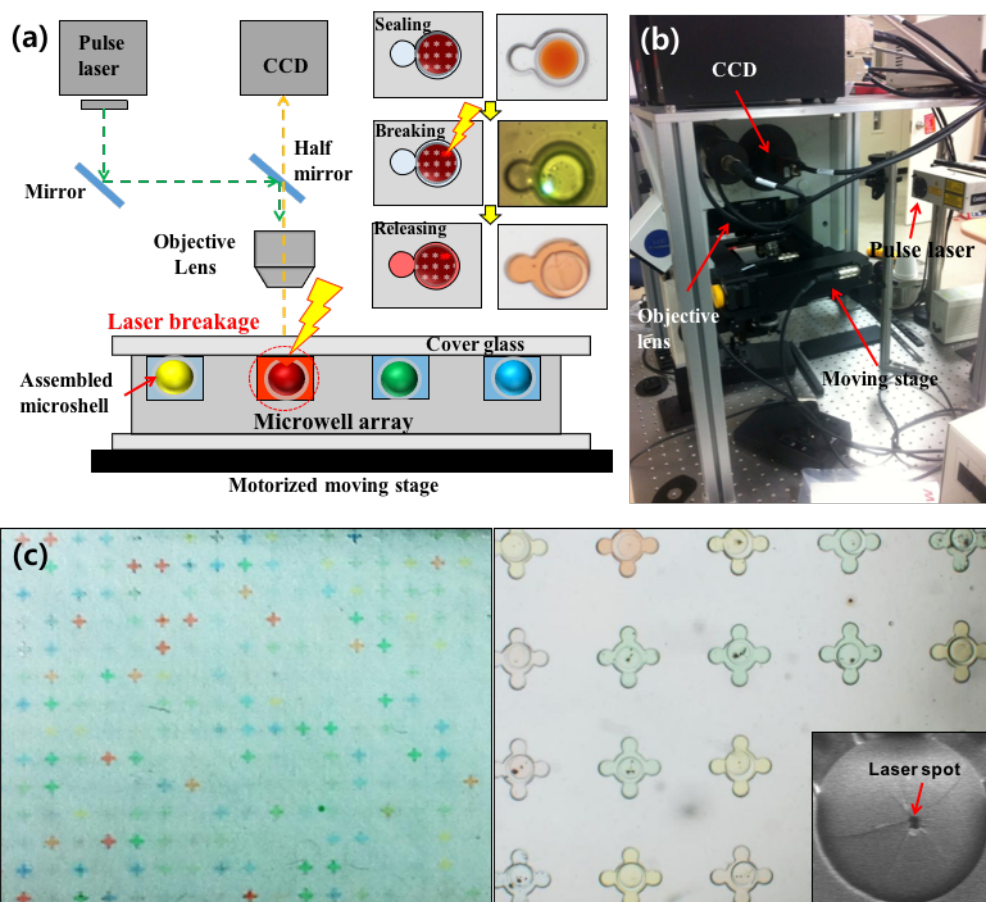 (a)
Pulse
laser
CCD
Mirror
Half
mirror
Objective
Lens
Sealing
Breaking
Releasing
Laser breakage
Cover glass
Assembled
microshell
Microwell array
Motorized moving stage
(b)
CCD
Pulse laser
Objective
lens
Moving stage
(c)
Laser spot